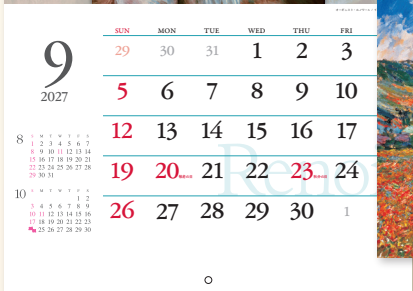 9
2027
SUN MON TUE WED THU FRI
29 30 31 1 2 3
5 6 7 8 9 10
12 13 14 15 16 17
19 20 21 22 23 24
26 27 28 29 30 1
Reno
8
S M T W T F S
1 2 3 4 5 6 7
8 9 10 11 12 13 14
15 16 17 18 19 20 21
22 23 24 25 26 27 28
29 30 31
10
S M T W T F S
1 2
3 4 5 6 7 8 9
10 11 12 13 14 15 16
17 18 19 20 21 22 23
25 26 27 28 29 30